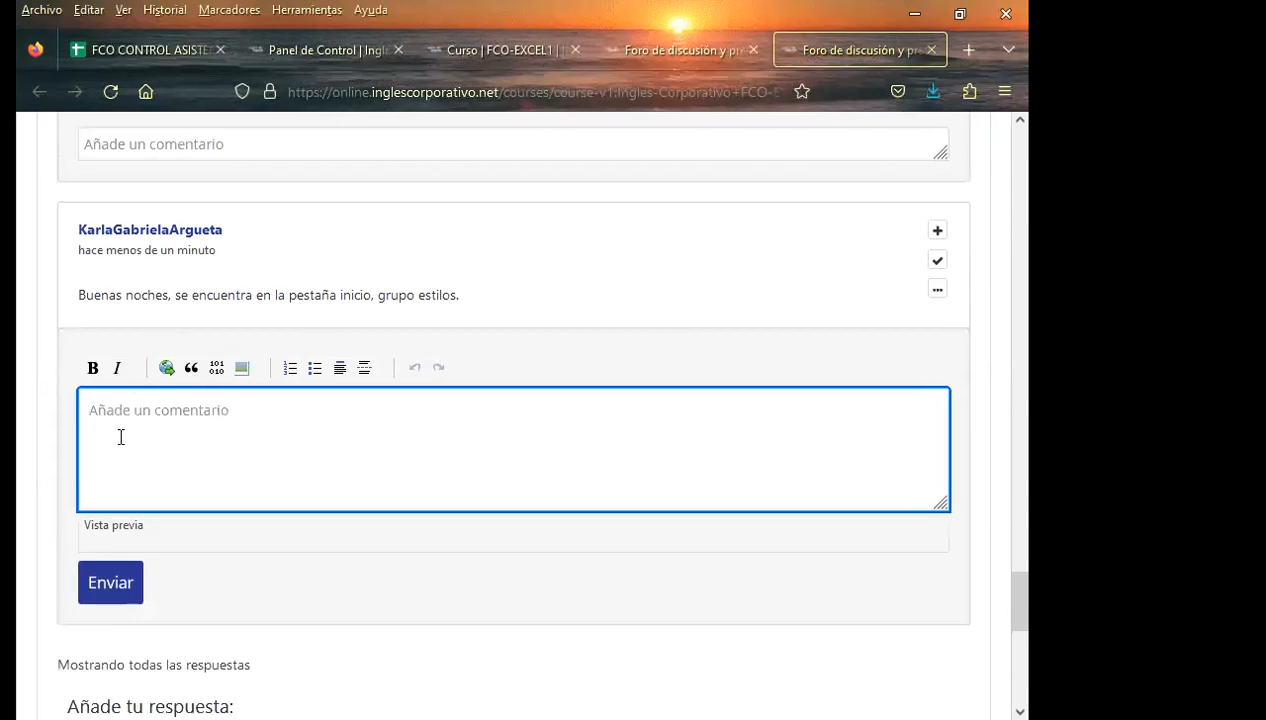 Archivo Editar Ver Historial Marcadores Herramientas Ayuda
FCO CONTROL ASISTE Panel de Control | Ingl Curso | FCO-EXCEL1 | Foro de discusión y pr Foro de discusión y pr
https://online.inglescorporativo.net/courses/course-v1:Ingles-Corporativo+FCO-E
Añade un comentario
KarlaGabrielaArgueta
hace menos de un minuto
Buenas noches, se encuentra en la pestaña inicio, grupo estilos.
B I
Añade un comentario
Vista previa
Enviar
Mostrando todas las respuestas
Añade tu respuesta: